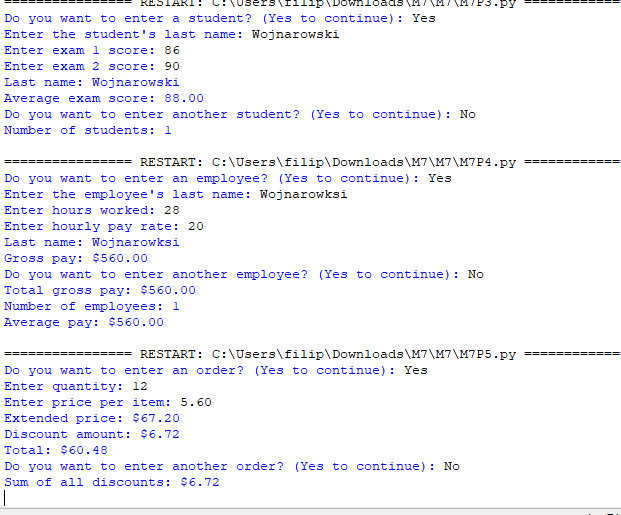 ================ RESTART: C:\Users\filip\Downloads\M7\M7\M7P3.py ============
Do you want to enter a student? (Yes to continue): Yes
Enter the student's last name: Wojnarowski
Enter exam 1 score: 86
Enter exam 2 score: 90
Last name: Wojnarowski
Average exam score: 88.00
Do you want to enter another student? (Yes to continue): No
Number of students: 1
================ RESTART: C:\Users\filip\Downloads\M7\M7\M7P4.py ============
Do you want to enter an employee? (Yes to continue): Yes
Enter the employee's last name: Wojnarowksi
Enter hours worked: 28
Enter hourly pay rate: 20
Last name: Wojnarowksi
Gross pay: $560.00
Do you want to enter another employee? (Yes to continue): No
Total gross pay: $560.00
Number of employees: 1
Average pay: $560.00
================ RESTART: C:\Users\filip\Downloads\M7\M7\M7P5.py ============
Do you want to enter an order? (Yes to continue): Yes
Enter quantity: 12
Enter price per item: 5.60
Extended price: $67.20
Discount amount: $6.72
Total: $60.48
Do you want to enter another order? (Yes to continue): No
Sum of all discounts: $6.72